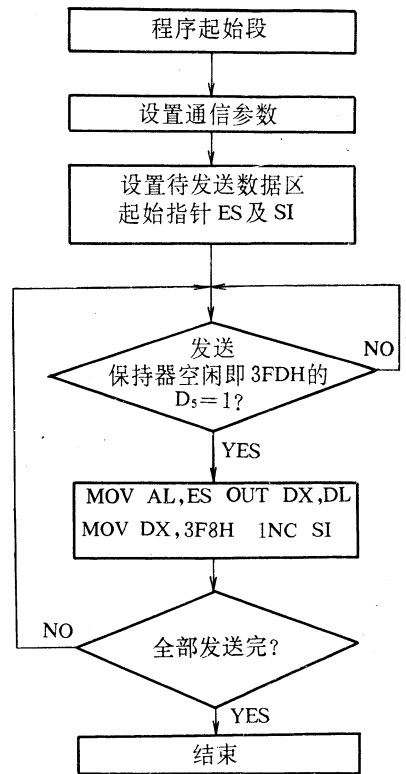 程序起始段
设置通信参数
设置待发送数据区
起始指针 ES 及 SI
发送
保持器空闲即 3FDH 的
D₅=1?
NO
YES
MOV AL,ES OUT DX,DL
MOV DX,3F8H 1NC SI
全部发送完?
NO
YES
结束